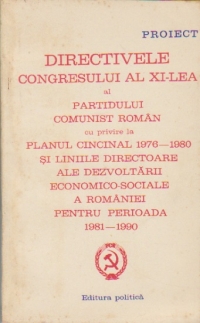 PROIECT
DIRECTIVELE
CONGRESULUI AL XI-LEA
al
PARTIDULUI
COMUNIST ROMÂN
cu privire la
PLANUL CINCINAL 1976—1980
ȘI LINIILE DIRECTOARE
ALE DEZVOLTĂRII
ECONOMICO-SOCIALE
A ROMÂNIEI
PENTRU PERIOADA
1981—1990
PCR
Editura politică